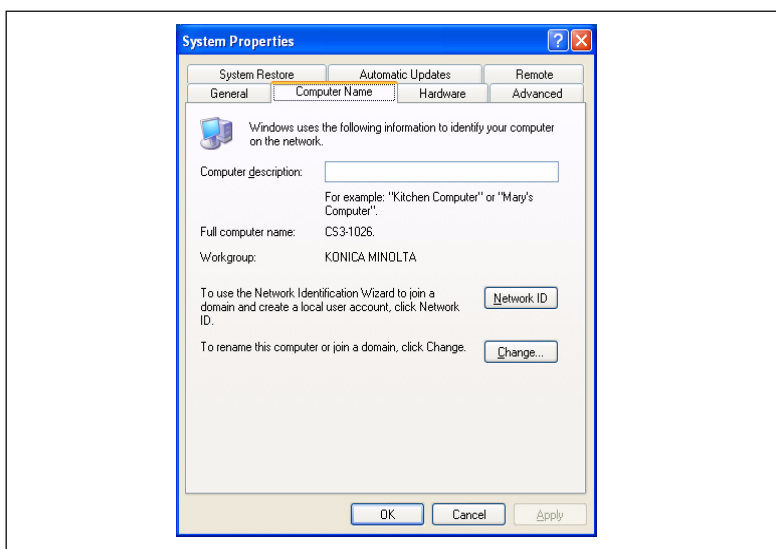 System Properties
System Restore Automatic Updates Remote
General Computer Name Hardware Advanced
Windows uses the following information to identify your computer
on the network.
Computer description:
For example: "Kitchen Computer" or "Mary's
Computer".
Full computer name: CS3-1026.
Workgroup: KONICA MINOLTA
To use the Network Identification Wizard to join a
domain and create a local user account, click Network
ID.
Network ID
To rename this computer or join a domain, click Change.
Change...
OK Cancel Apply